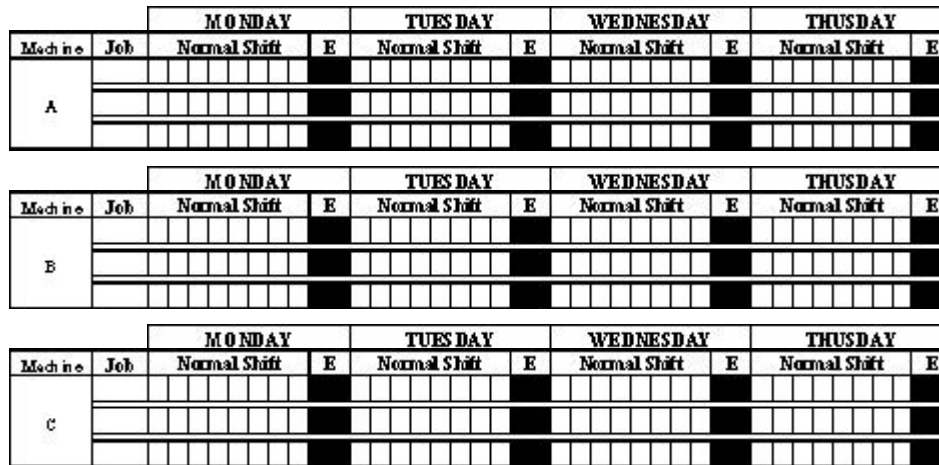 MONDAY TUESDAY WEDNESDAY THUSDAY
Machine Job Normal Shift E Normal Shift E Normal Shift E Normal Shift E
A
MONDAY TUESDAY WEDNESDAY THUSDAY
Machine Job Normal Shift E Normal Shift E Normal Shift E Normal Shift E
B
MONDAY TUESDAY WEDNESDAY THUSDAY
Machine Job Normal Shift E Normal Shift E Normal Shift E Normal Shift E
C